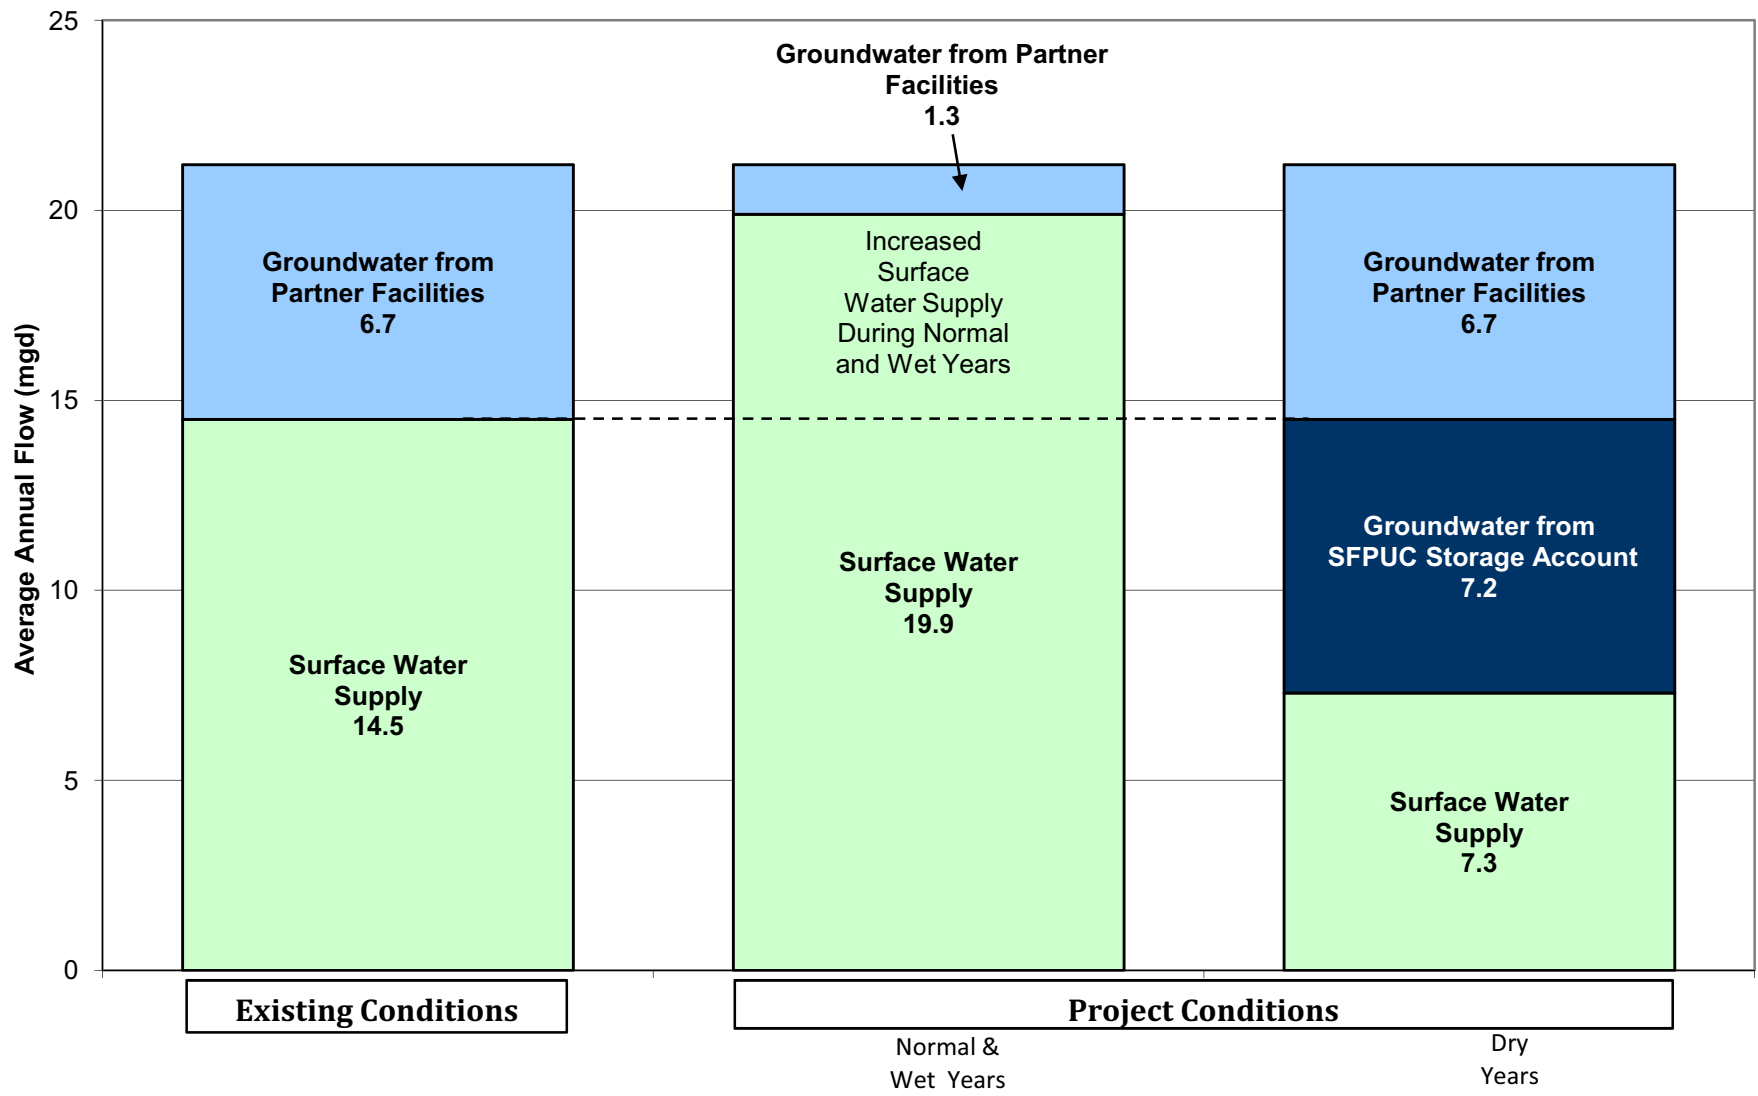 Average Annual Flow (mgd)
25
20
15
10
5
0
Groundwater from
Partner Facilities
6.7
Surface Water
Supply
14.5
Groundwater from Partner
Facilities
1.3
Increased
Surface
Water Supply
During Normal
and Wet Years
Surface Water
Supply
19.9
Groundwater from
Partner Facilities
6.7
Groundwater from
SFPUC Storage Account
7.2
Surface Water
Supply
7.3
Existing Conditions
Project Conditions
Normal &
Wet Years
Dry
Years